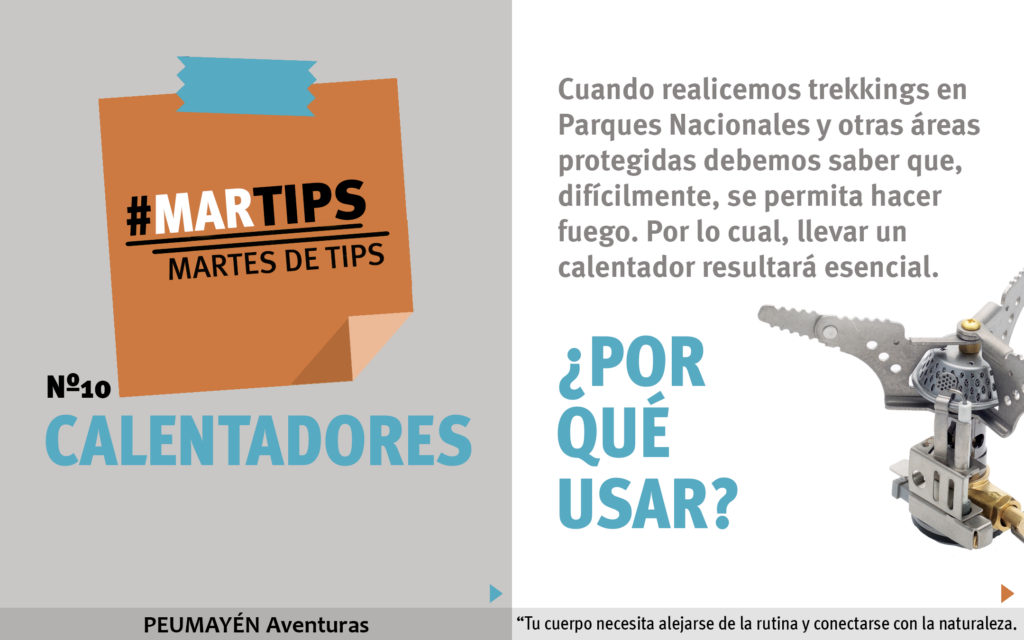 #MARTIPS
MARTES DE TIPS
Nº10
CALENTADORES
PEUMAYÉN Aventuras
Cuando realicemos trekkings en
Parques Nacionales y otras áreas
protegidas debemos saber que,
difícilmente, se permita hacer
fuego. Por lo cual, llevar un
calentador resultará esencial.
¿POR
QUÉ
USAR?
“Tu cuerpo necesita alejarse de la rutina y conectarse con la naturaleza.